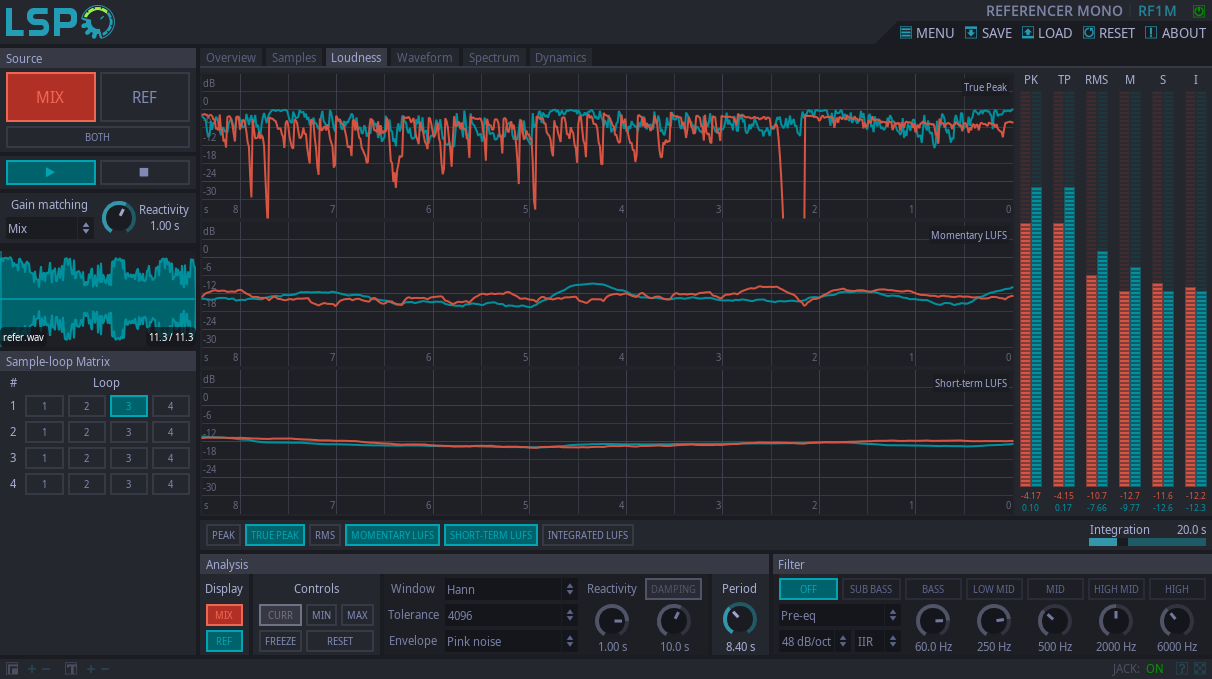 LSP
REFERENCER MONO RF1M
MENU SAVE LOAD RESET ABOUT
Source
MIX REF
BOTH
Gain matching
Mix
Reactivity
1.00 s
refer.wav 11.3 / 11.3
Sample-loop Matrix
# Loop
1 1 2 3 4
2 1 2 3 4
3 1 2 3 4
4 1 2 3 4
Overview Samples Loudness Waveform Spectrum Dynamics
dB
True Peak
0
-12
-18
-24
-30
s 8 7 6 5 4 3 2 1 0
dB
Momentary LUFS
0
-6
-12
-18
-24
-30
s 8 7 6 5 4 3 2 1 0
dB
Short-term LUFS
0
-6
-12
-18
-24
-30
s 8 7 6 5 4 3 2 1 0
PK TP RMS M S I
-4.17 -4.15 -10.7 -12.7 -11.6 -12.2
0.10 0.17 -7.66 -9.77 -12.6 -12.3
PEAK TRUE PEAK RMS MOMENTARY LUFS SHORT-TERM LUFS INTEGRATED LUFS
Integration 20.0 s
Analysis
Display
MIX
REF
Controls
CURR MIN MAX
FREEZE RESET
Window Hann
Tolerance 4096
Envelope Pink noise
Reactivity
1.00 s
DAMPING
10.0 s
Period
8.40 s
Filter
OFF SUB BASS BASS LOW MID MID HIGH MID HIGH
Pre-eq
48 dB/oct IIR
60.0 Hz 250 Hz 500 Hz 2000 Hz 6000 Hz
JACK: ON